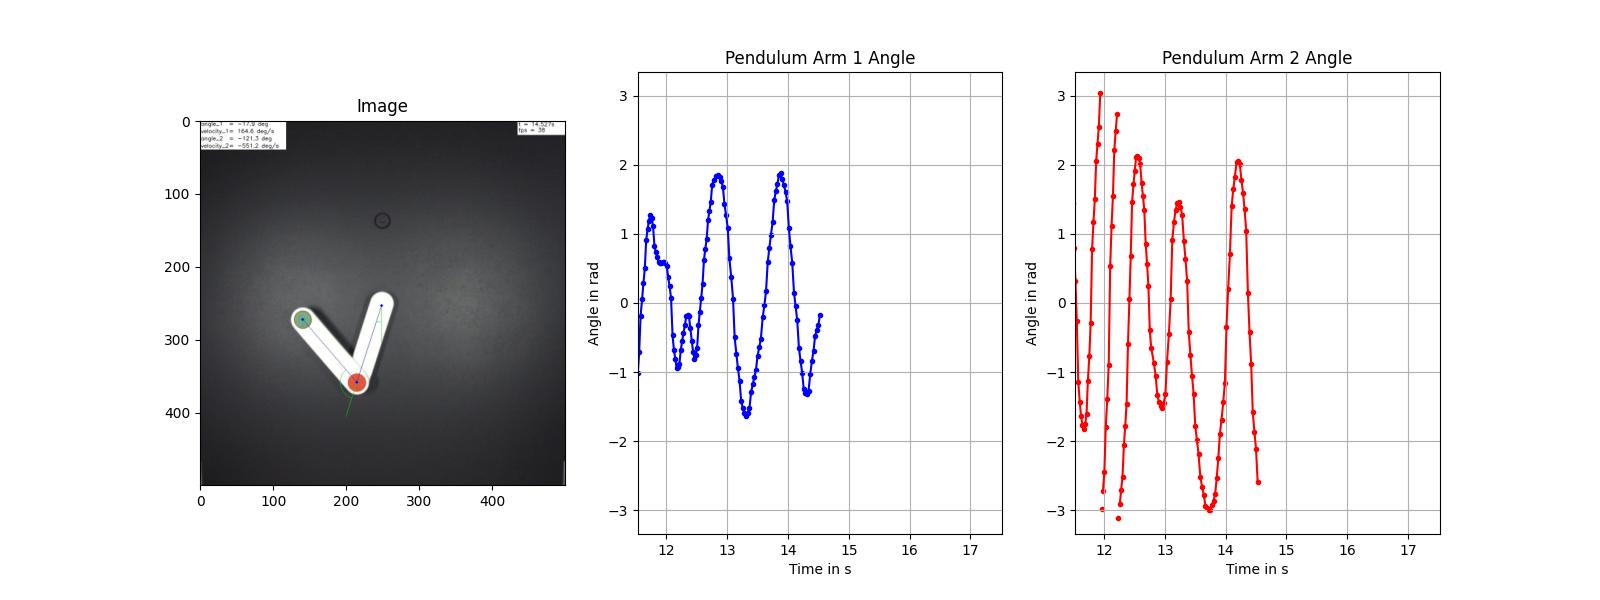 Image
angle_1 = -17.9 deg
velocity_1= 164.6 deg/s
angle_2 = -121.3 deg
velocity_2= -551.2 deg/s
t = 14.527s
fps = 38
0
100
200
300
400
0 100 200 300 400
Pendulum Arm 1 Angle
Angle in rad
3
2
1
0
−1
−2
−3
12 13 14 15 16 17
Time in s
Pendulum Arm 2 Angle
Angle in rad
3
2
1
0
−1
−2
−3
12 13 14 15 16 17
Time in s